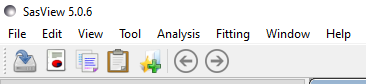 SasView 5.0.6
File Edit View Tool Analysis Fitting Window Help